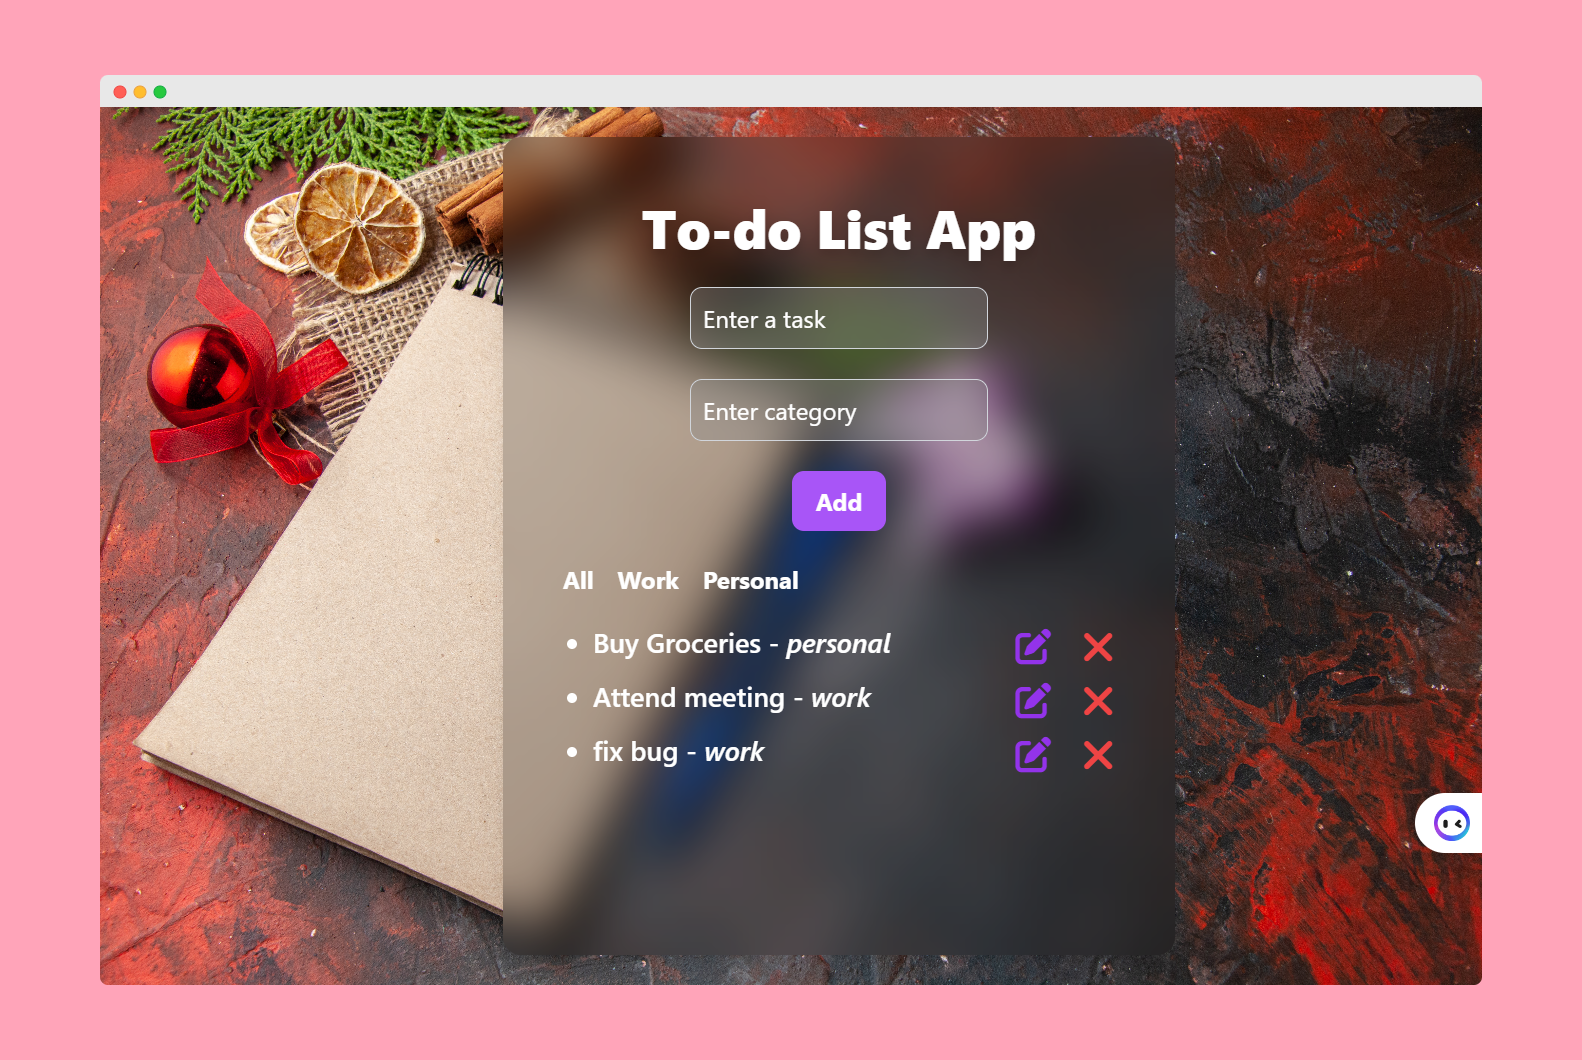 To-do List App
Enter a task
Enter category
Add
All Work Personal
Buy Groceries - personal
Attend meeting - work
fix bug - work